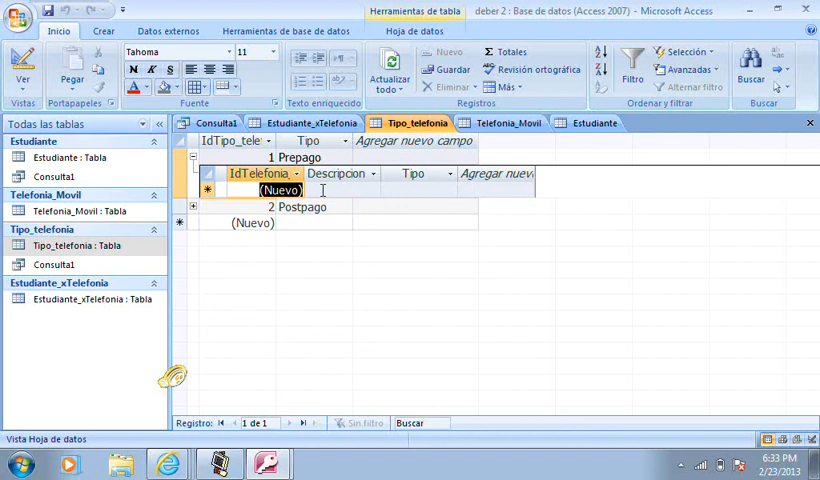 Herramientas de tabla
deber 2 : Base de datos (Access 2007)
Microsoft Access
Inicio
Crear
Datos externos
Herramientas de base de datos
Hoja de datos
Ver
Vistas
Pegar
Portapapeles
Tahoma
11
N K S
A
Fuente
ab
Texto enriquecido
Actualizar
todo
Nuevo
Guardar
Eliminar
Totales
Revisión ortográfica
Más
Registros
Filtro
Selección
Avanzadas
Alternar filtro
Ordenar y filtrar
Buscar
Buscar
Todas las tablas
Estudiante
Estudiante : Tabla
Consulta1
Telefonia_Movil
Telefonia_Movil : Tabla
Tipo_telefonia
Tipo_telefonia : Tabla
Consulta1
Estudiante_xTelefonia
Estudiante_xTelefonia : Tabla
Consulta1
Estudiante_xTelefonia
Tipo_telefonia
Telefonia_Movil
Estudiante
IdTipo_telef
Tipo
Agregar nuevo campo
1 Prepago
IdTelefonia_
Descripcion
Tipo
Agregar nuev
(Nuevo)
2 Postpago
(Nuevo)
Registro:
1 de 1
Sin filtro
Buscar
Vista Hoja de datos
6:33 PM
2/23/2013